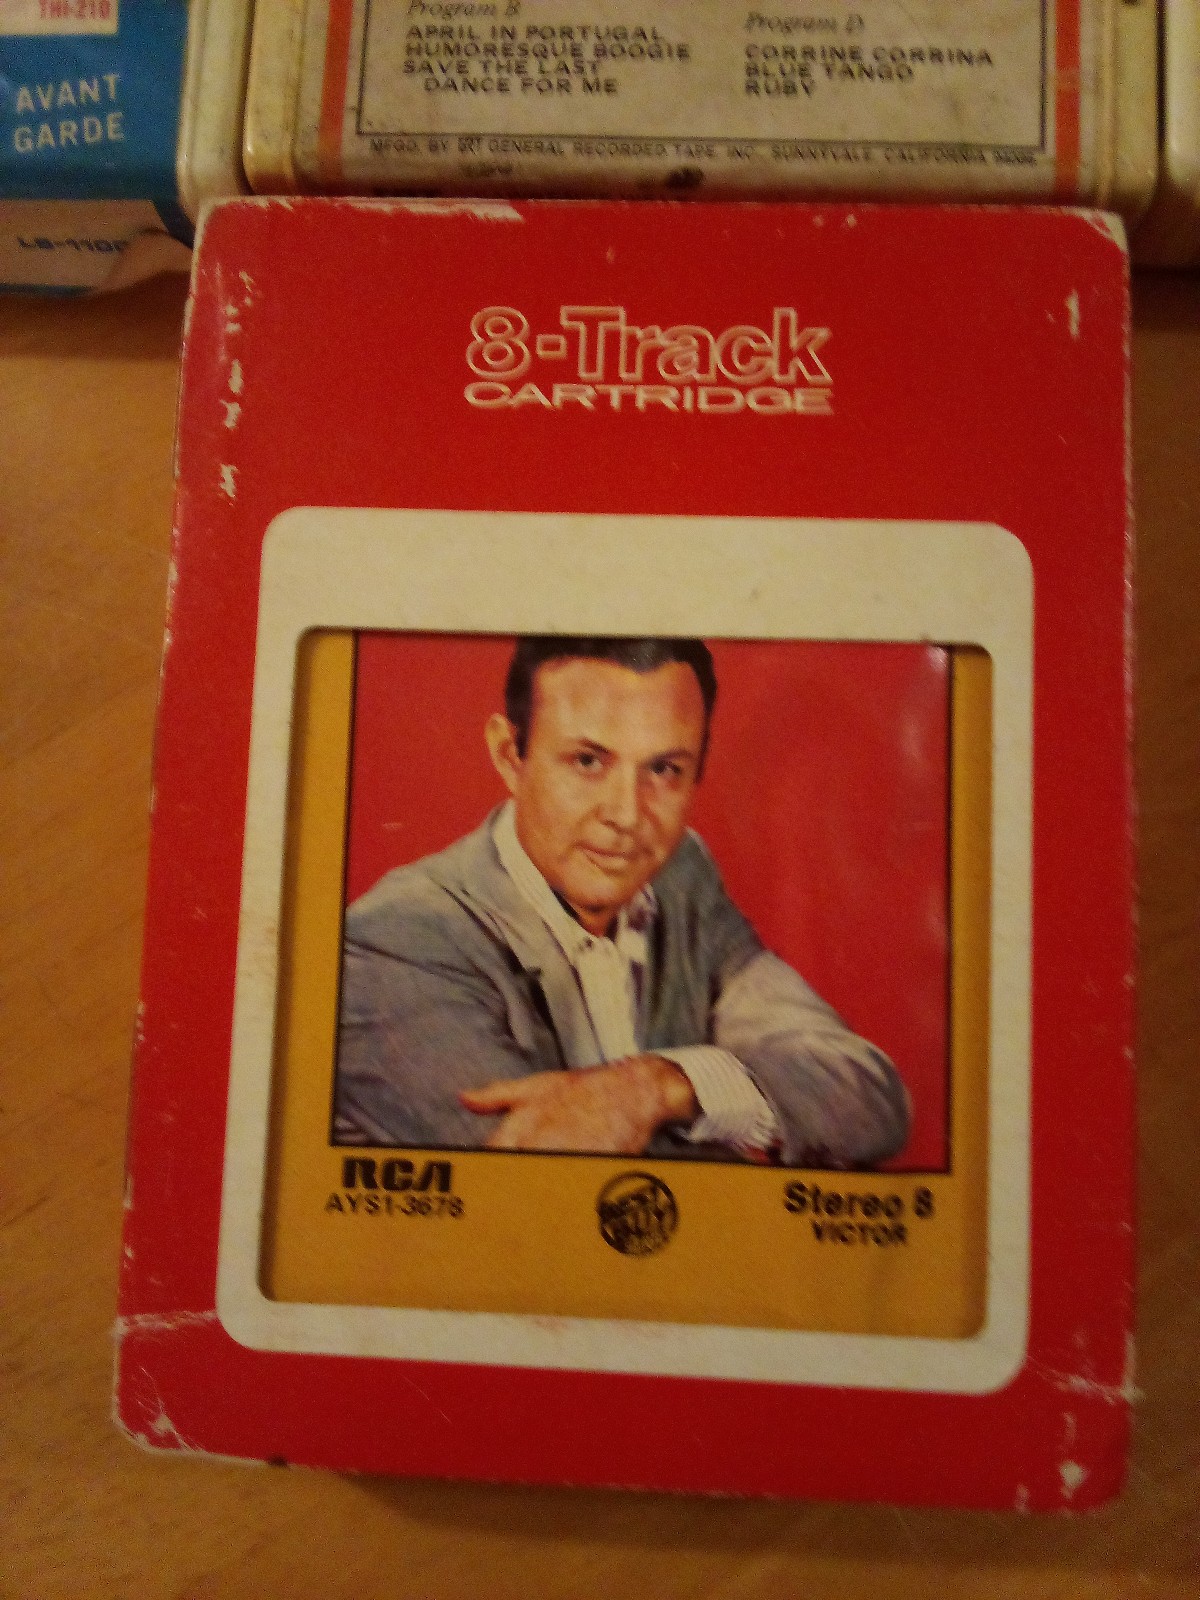 THI-210
AVANT
GARDE
Program B
APRIL IN PORTUGAL
HUMORESQUE BOOGIE
SAVE THE LAST
DANCE FOR ME
Program D
CORRINE CORRINA
BLUE TANGO
RUBY
MFGD. BY GRT GENERAL RECORDED TAPE, INC., SUNNYVALE, CALIFORNIA
8-Track
CARTRIDGE
RCA
AYS1-3678
Stereo 8
VICTOR